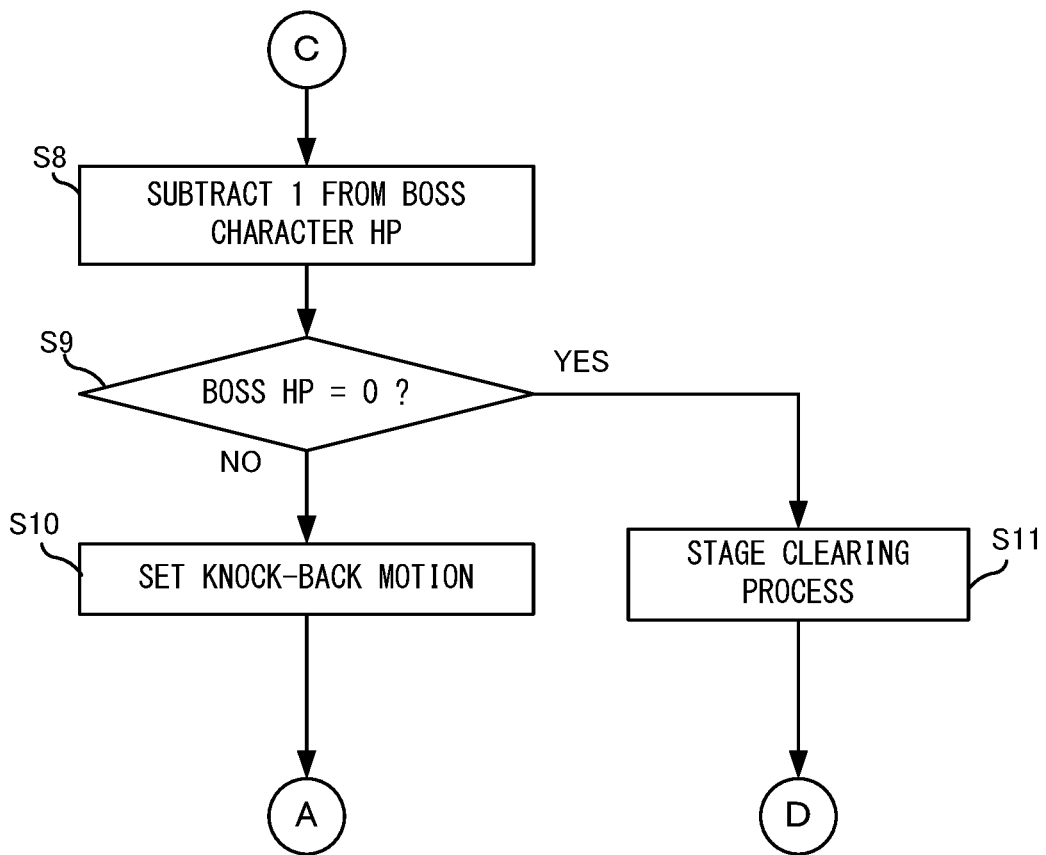 C
S8
SUBTRACT 1 FROM BOSS
CHARACTER HP
S9
BOSS HP = 0 ?
YES
NO
S10
SET KNOCK-BACK MOTION
STAGE CLEARING
PROCESS
S11
A
D